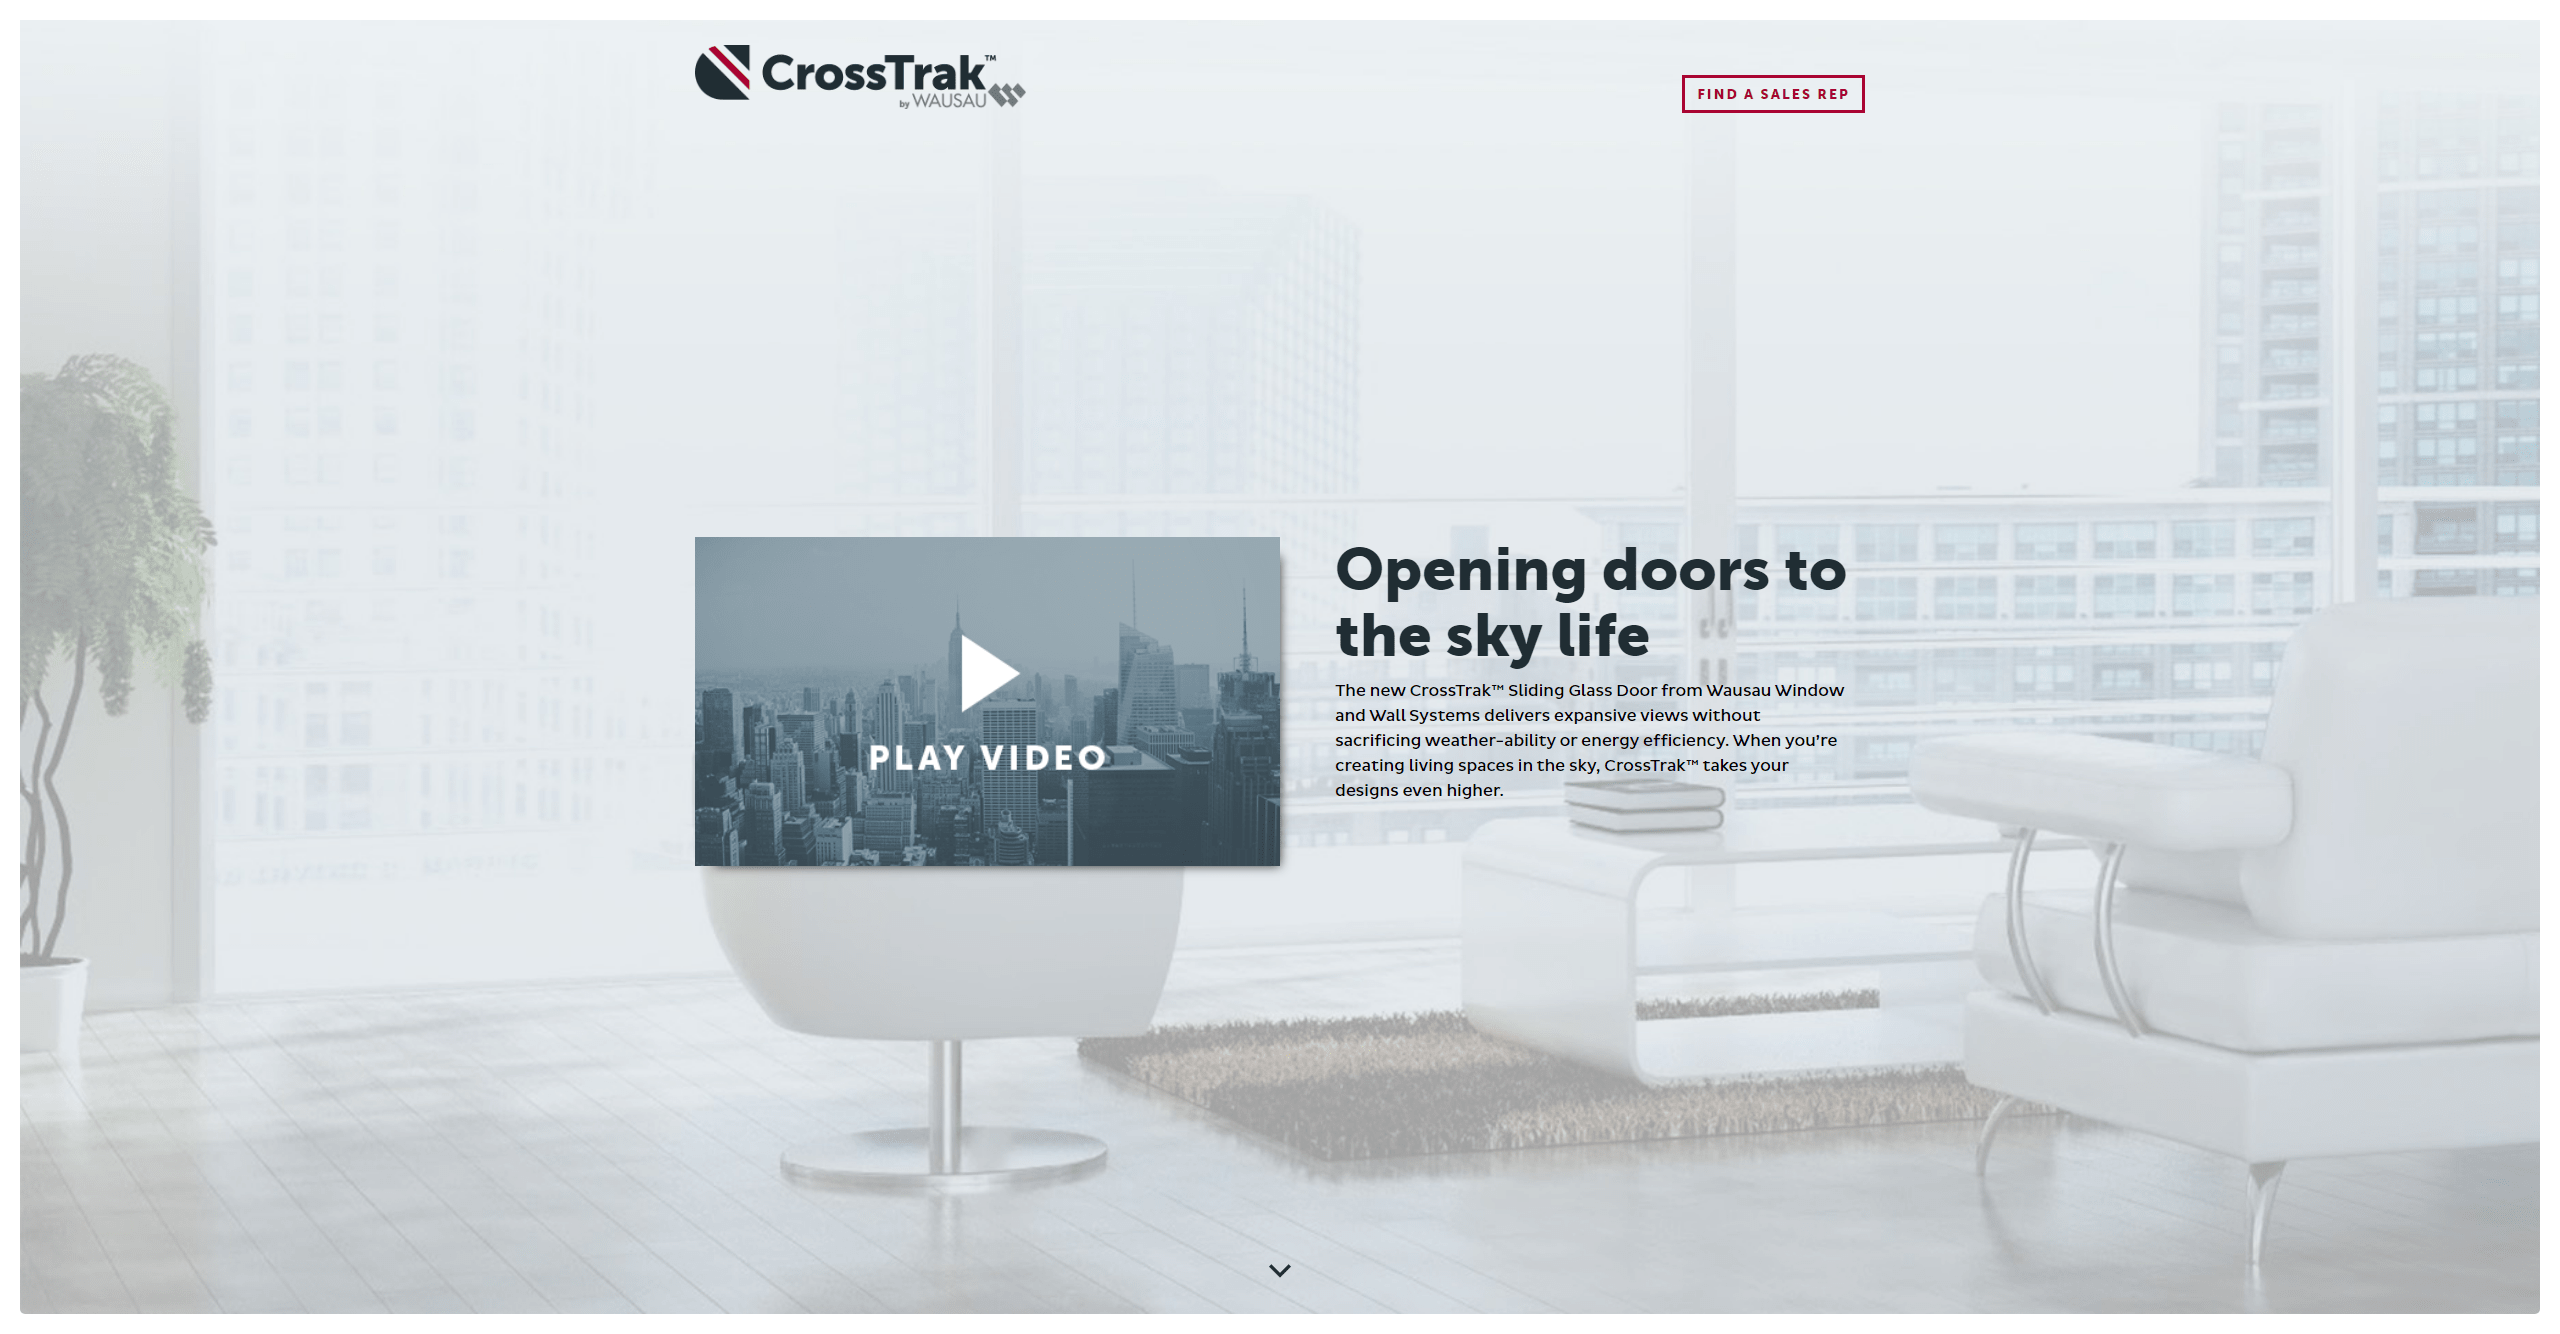 CrossTrak™
by WAUSAU
FIND A SALES REP
PLAY VIDEO
Opening doors to
the sky life
The new CrossTrak™ Sliding Glass Door from Wausau Window
and Wall Systems delivers expansive views without
sacrificing weather-ability or energy efficiency. When you’re
creating living spaces in the sky, CrossTrak™ takes your
designs even higher.